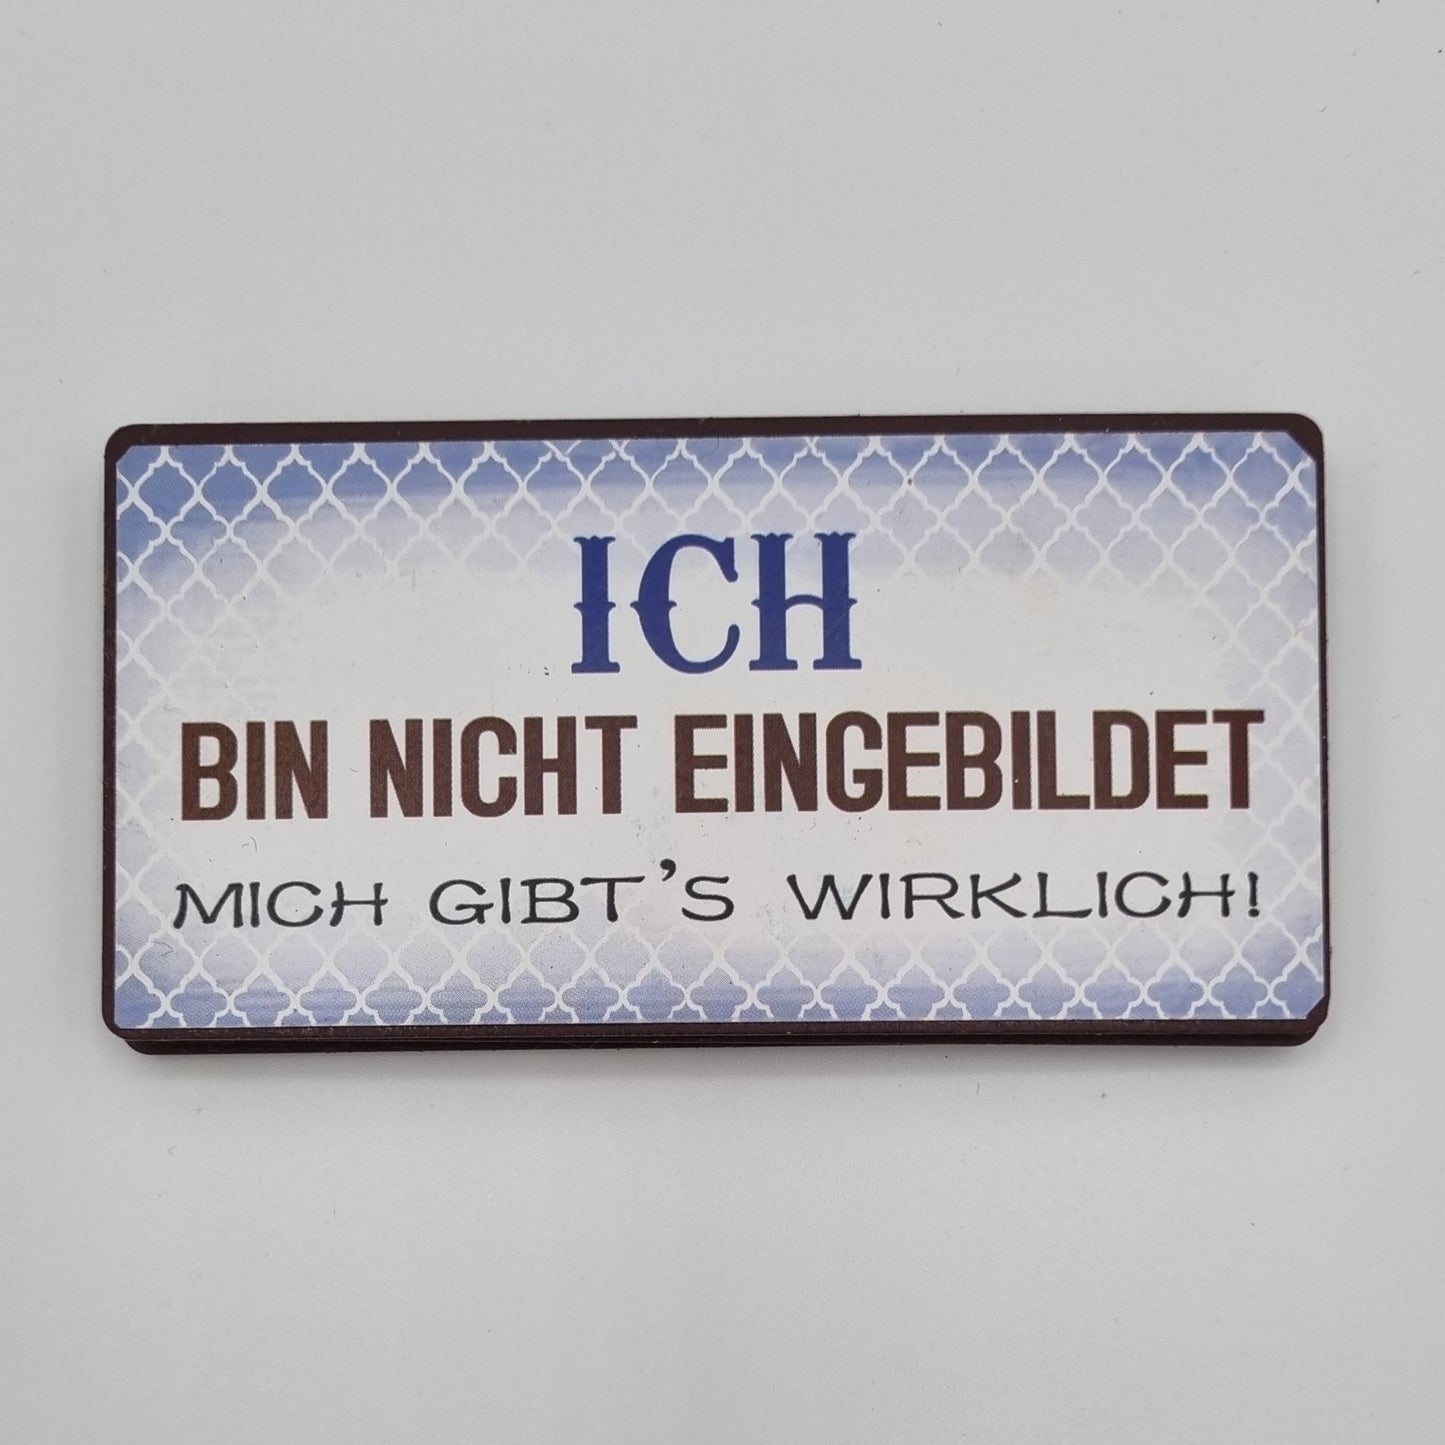 ICH
BIN NICHT EINGEBILDET
MICH GIBT'S WIRKLICH!